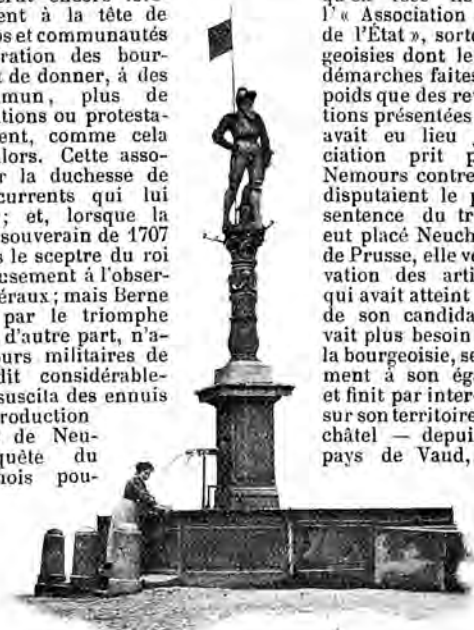 ent à la tête de
et communautés
ration des bour-
t de donner, à des
mun, plus de
tions ou protesta-
ent, comme cela
lors. Cette asso-
r la duchesse de
currents qui lui
; et, lorsque la
souverain de 1707
s le sceptre du roi
usement à l'obser-
éraux ; mais Berne
par le triomphe
d'autre part, n'a-
urs militaires de
dit considérable-
suscita des ennuis
roduction
de Neu-
quête du
nois pou-
l'« Association
de l'État », sorte
geoisies dont le
démarches faites
poids que des re
tions présentées
avait eu lieu
ciation prit p
Nemours contre
disputaient le p
sentence du tr
eut placé Neuch
de Prusse, elle ve
vation des arti
qui avait atteint
de son candida
vait plus besoin
la bourgeoisie, se
ment à son ég
et finit par inter
sur son territoire
châtel — depui
pays de Vaud,